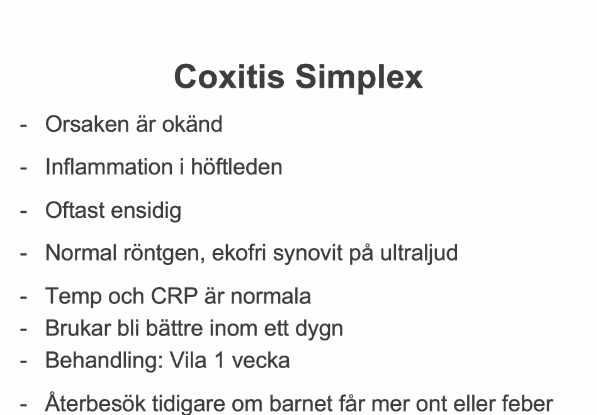 Coxitis Simplex
- Orsaken är okänd
- Inflammation i höftleden
- Oftast ensidig
- Normal röntgen, ekofri synovit på ultraljud
- Temp och CRP är normala
- Brukar bli bättre inom ett dygn
- Behandling: Vila 1 vecka
- Återbesök tidigare om barnet får mer ont eller feber